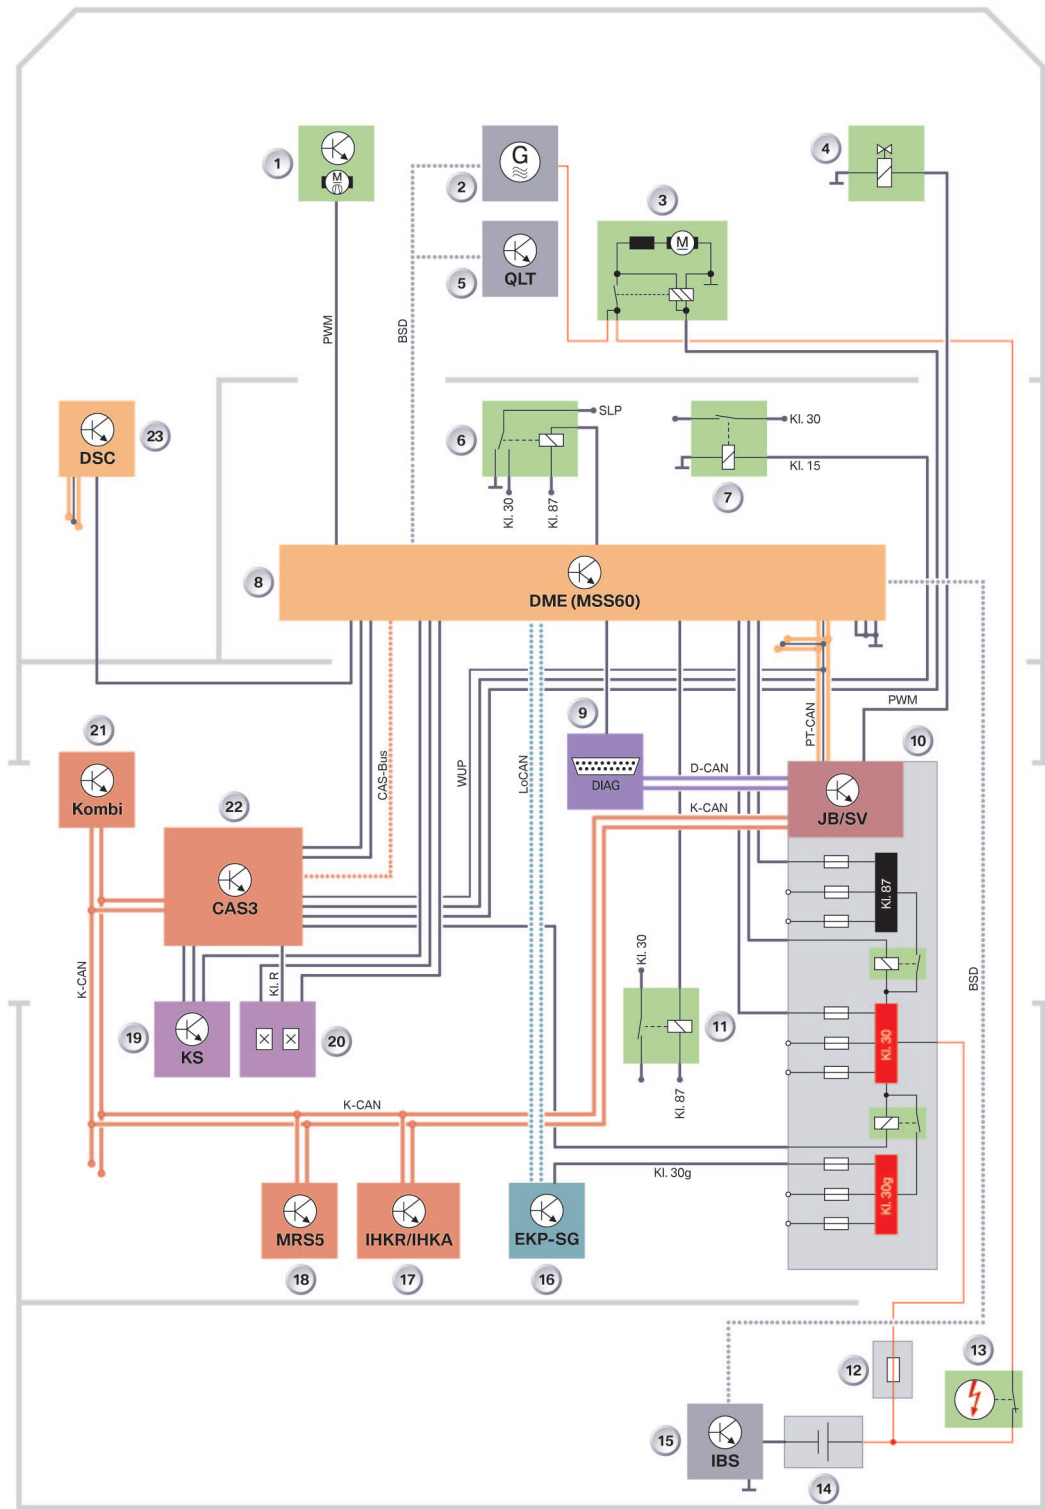 1
M
2
G
3
M
4
5
QLT
PWM
BSD
23
DSC
6
SLP
Kl. 30
Kl. 87
Kl. 30
Kl. 15
7
8
DME (MSS60)
9
DIAG
D-CAN
K-CAN
PT-CAN
PWM
10
JB/SV
21
Kombi
22
CAS3
CAS-Bus
WUP
LoCAN
Kl. 87
K-CAN
Kl. R
Kl. 30
BSD
19
KS
20
11
Kl. 87
Kl. 30
K-CAN
Kl. 30g
Kl. 30g
MRS5
18
IHKR/IHKA
17
EKP-SG
16
12
13
15
IBS
14